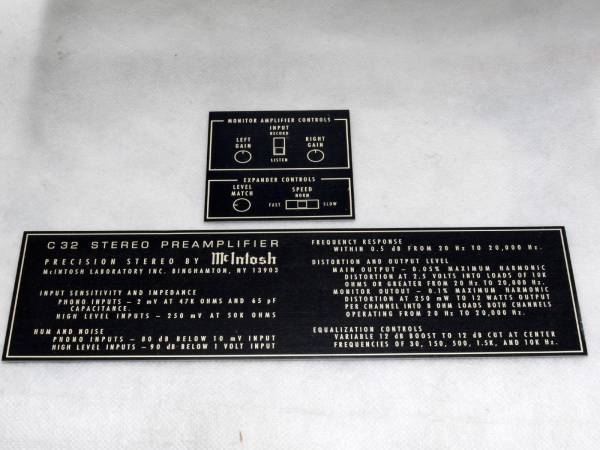 MONITOR AMPLIFIER CONTROLS
INPUT
RECORD
LEFT GAIN
RIGHT GAIN
LISTEN
EXPANDER CONTROLS
LEVEL MATCH
SPEED
NORM
FAST
SLOW
C 32 STEREO PREAMPLIFIER
PRECISION STEREO BY McIntosh
McINTOSH LABORATORY INC. BINGHAMTON, NY 13903
INPUT SENSITIVITY AND IMPEDANCE
PHONO INPUTS — 2 mV AT 47K OHMS AND 65 pF
CAPACITANCE.
HIGH LEVEL INPUTS — 250 mV AT 50K OHMS
HUM AND NOISE
PHONO INPUTS — 80 dB BELOW 10 mV INPUT
HIGH LEVEL INPUTS — 90 dB BELOW 1 VOLT INPUT
FREQUENCY RESPONSE
WITHIN 0.5 dB FROM 20 Hz TO 20,000 Hz.
DISTORTION AND OUTPUT LEVEL
MAIN OUTPUT — 0.05% MAXIMUM HARMONIC
DISTORTION AT 2.5 VOLTS INTO LOADS OF 10K
OHMS OR GREATER FROM 20 Hz TO 20,000 Hz.
MONITOR OUTPUT — 0.1% MAXIMUM HARMONIC
DISTORTION AT 250 mW TO 12 WATTS OUTPUT
PER CHANNEL INTO 8 OHM LOADS BOTH CHANNELS
OPERATING FROM 20 Hz TO 20,000 Hz.
EQUALIZATION CONTROLS
VARIABLE 12 dB BOOST TO 12 dB CUT AT CENTER
FREQUENCIES OF 30, 150, 500, 1.5K, AND 10K Hz.